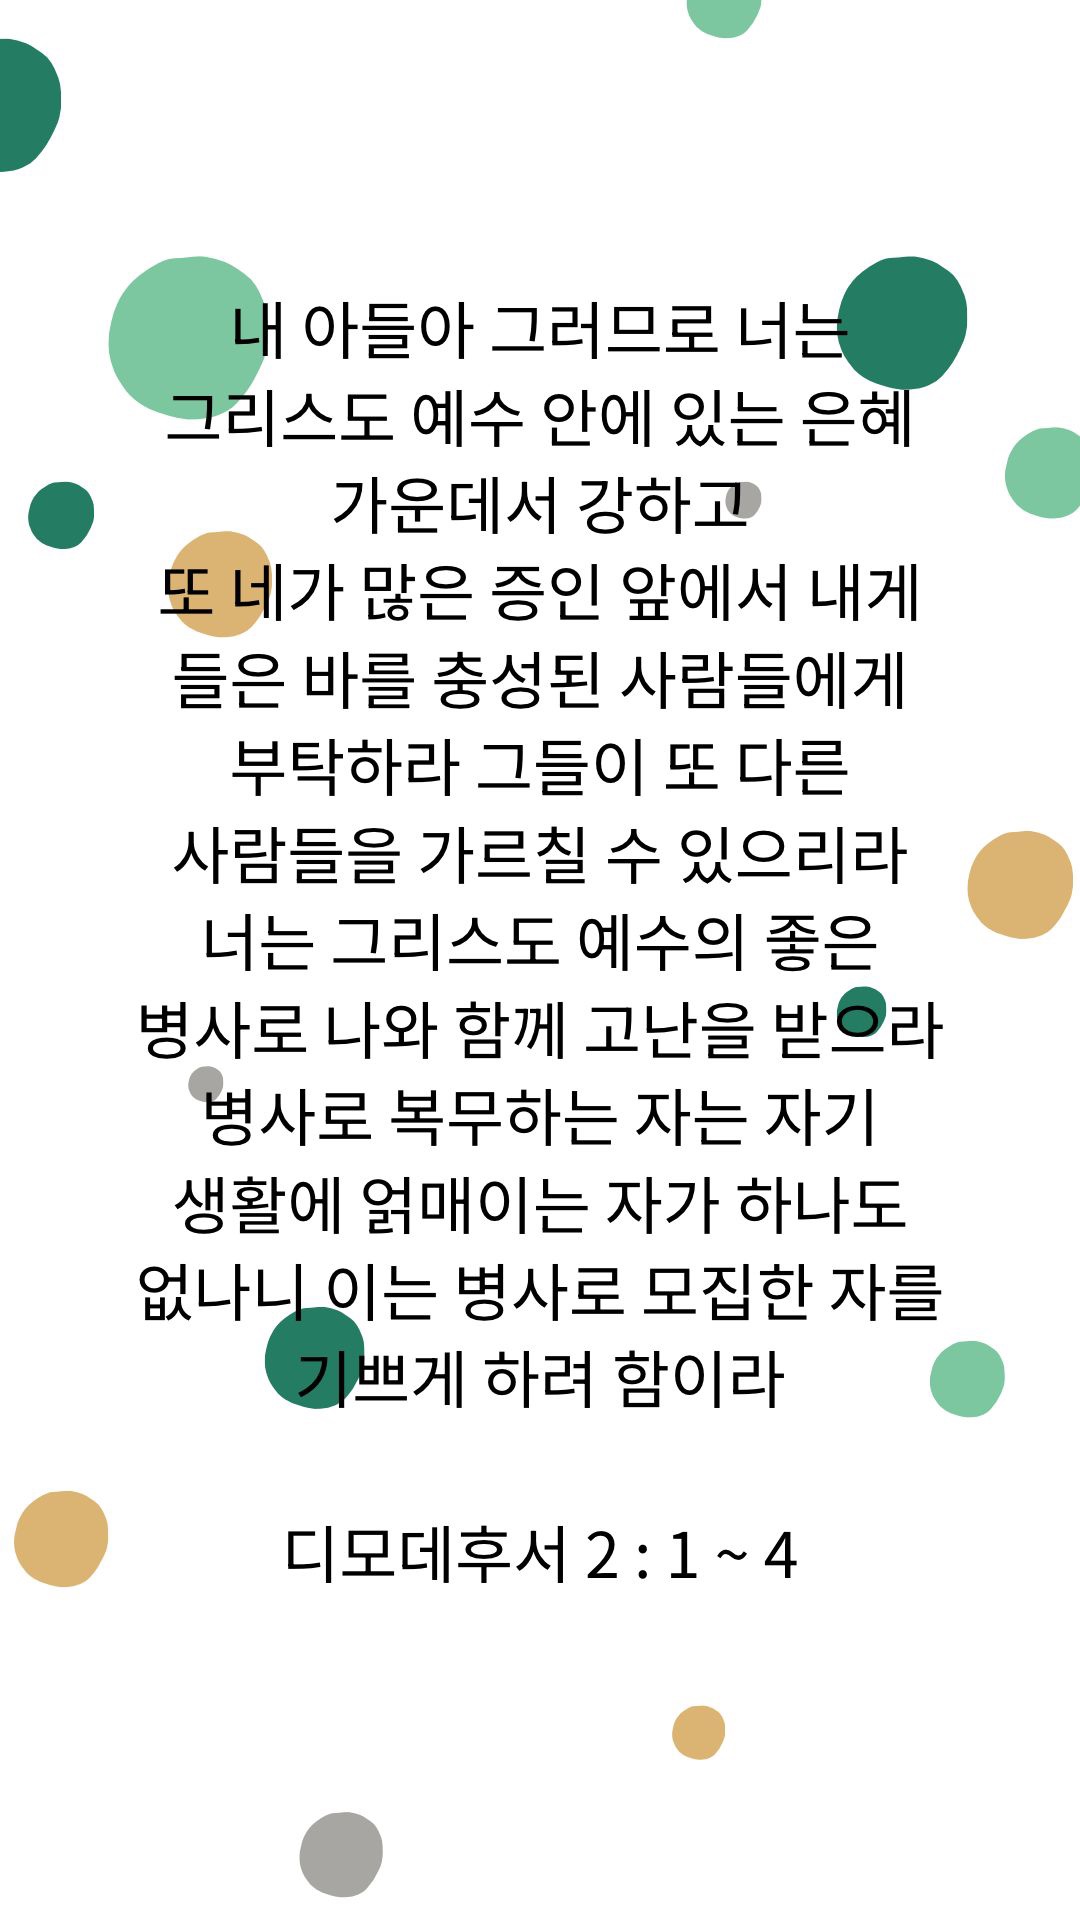 내 아들아 그러므로 너는
그리스도 예수 안에 있는 은혜
가운데서 강하고
또 네가 많은 증인 앞에서 내게
들은 바를 충성된 사람들에게
부탁하라 그들이 또 다른
사람들을 가르칠 수 있으리라
너는 그리스도 예수의 좋은
병사로 나와 함께 고난을 받으라
병사로 복무하는 자는 자기
생활에 얽매이는 자가 하나도
없나니 이는 병사로 모집한 자를
기쁘게 하려 함이라
디모데후서 2 : 1 ~ 4